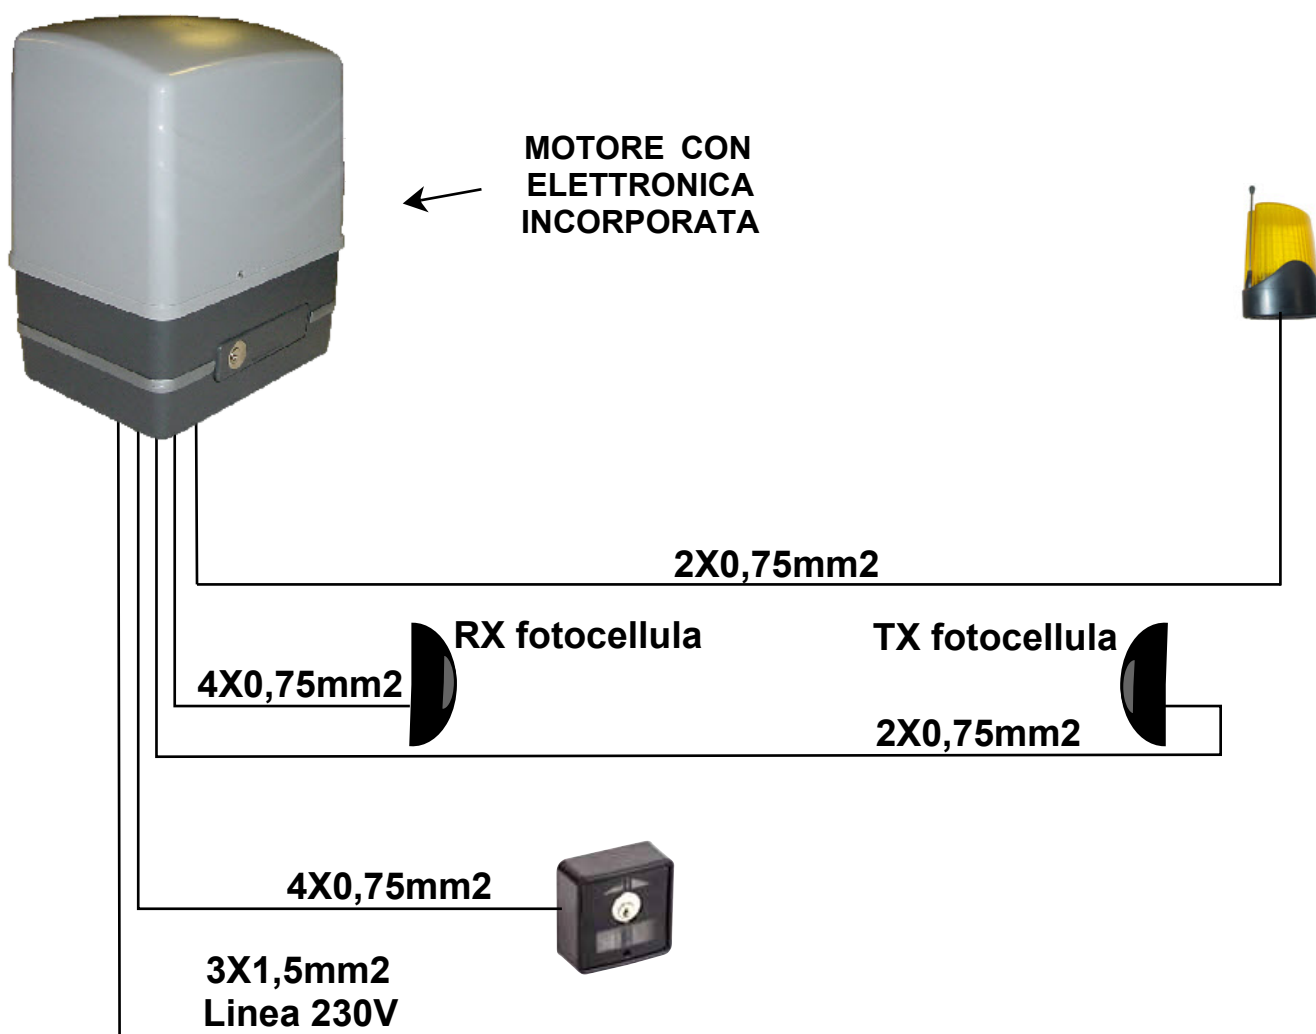 MOTORE CON
ELETTRONICA
INCORPORATA
2X0,75mm2
RX fotocellula
TX fotocellula
4X0,75mm2
2X0,75mm2
4X0,75mm2
3X1,5mm2
Linea 230V